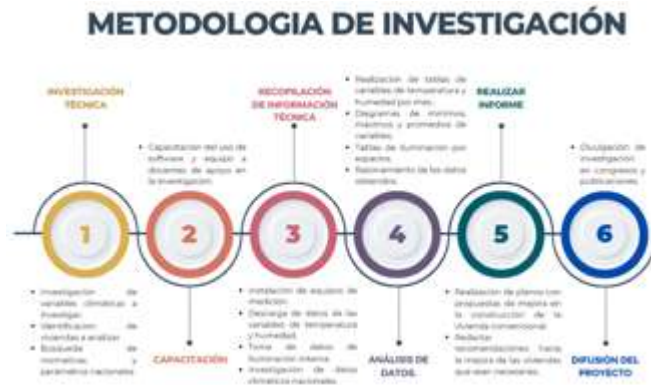 METODOLOGIA DE INVESTIGACIÓN
INVESTIGACIÓN
TÉCNICA
1
• Investigación de
variables climáticas a
investigar.
• Identificación de
viviendas a analizar.
• Búsqueda de
normativas y
parámetros nacionales
• Capacitación del uso de
software y equipo a
docentes de apoyo en
la investigación.
2
CAPACITACIÓN
RECOPILACIÓN
DE INFORMACIÓN
TÉCNICA
3
• Instalación de equipos de
medición.
• Descarga de datos de las
variables de temperatura
y humedad.
• Toma de datos de
iluminación interna.
• Investigación de datos
climáticos nacionales
• Realización de tablas de
variables de temperatura y
humedad por mes.
• Diagramas de mínimos,
máximos y promedios de
variables.
• Tablas de iluminación por
espacios.
• Razonamiento de los datos
obtenidos.
4
ANÁLISIS DE
DATOS.
REALIZAR
INFORME
5
• Realización de planos con
propuestas de mejora en
la construcción de la
vivienda convencional.
• Redactar
recomendaciones hacia
la mejora de las viviendas
que sean necesarias.
• Divulgación de
investigación
en congresos y
publicaciones.
6
DIFUSIÓN DEL
PROYECTO